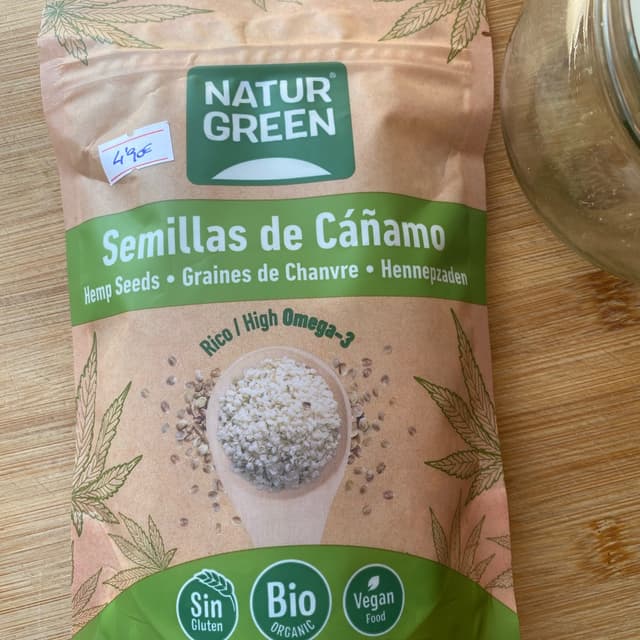 NATUR®
GREEN
4'90€
Semillas de Cáñamo
Hemp Seeds • Graines de Chanvre • Hennepzaden
Rico / High Omega-3
Sin
Gluten
Bio
ORGANIC
Vegan
Food